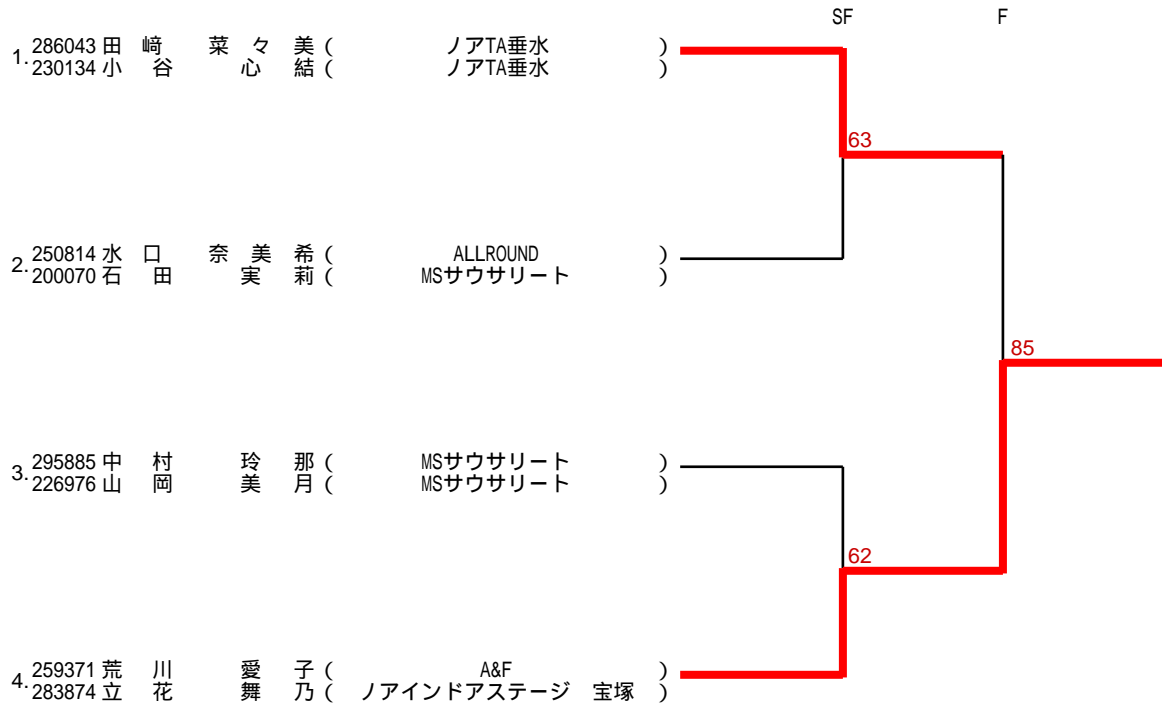 SF F
1. 286043 田 﨑 菜 々 美 ( ノアTA垂水 )
230134 小 谷 心 結 ( ノアTA垂水 )
63
2. 250814 水 口 奈 美 希 ( ALLROUND )
200070 石 田 実 莉 ( MSサウサリート )
85
3. 295885 中 村 玲 那 ( MSサウサリート )
226976 山 岡 美 月 ( MSサウサリート )
62
4. 259371 荒 川 愛 子 ( A&F )
283874 立 花 舞 乃 ( ノアインドアステージ 宝塚 )